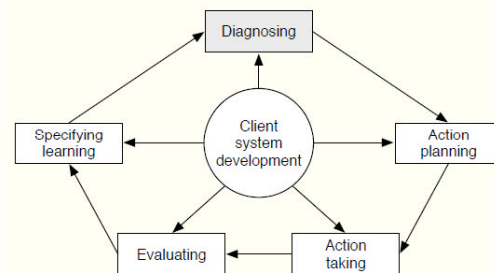 Diagnosing
Client
system
development
Specifying
learning
Action
planning
Evaluating
Action
taking